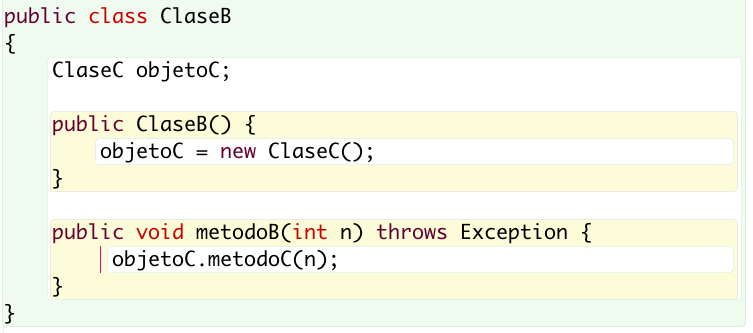 public class ClaseB
{
    ClaseC objetoC;

    public ClaseB() {
        objetoC = new ClaseC();
    }

    public void metodoB(int n) throws Exception {
        objetoC.metodoC(n);
    }
}